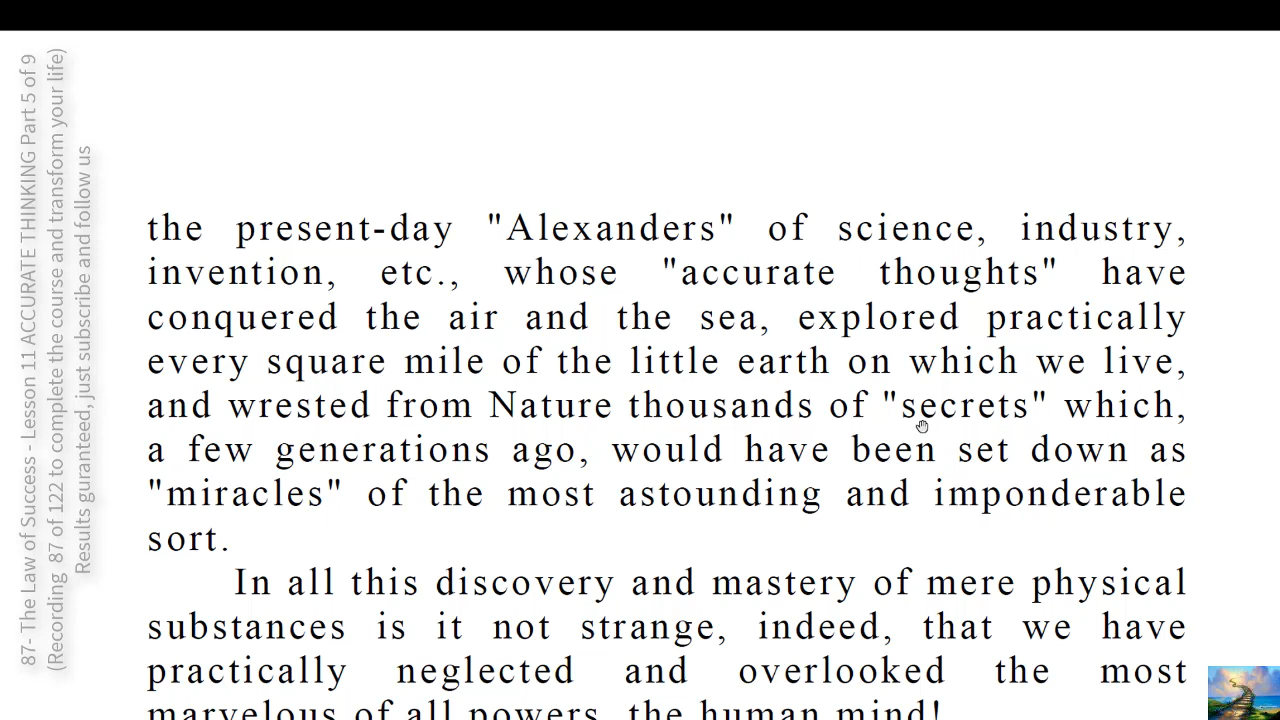 87- The Law of Success - Lesson 11 ACCURATE THINKING Part 5 of 9
(Recording 87 of 122 to complete the course and transform your life)
Results guranteed, just subscribe and follow us
the present-day "Alexanders" of science, industry,
invention, etc., whose "accurate thoughts" have
conquered the air and the sea, explored practically
every square mile of the little earth on which we live,
and wrested from Nature thousands of "secrets" which,
a few generations ago, would have been set down as
"miracles" of the most astounding and imponderable
sort.
In all this discovery and mastery of mere physical
substances is it not strange, indeed, that we have
practically neglected and overlooked the most
marvelous of all powers, the human mind!